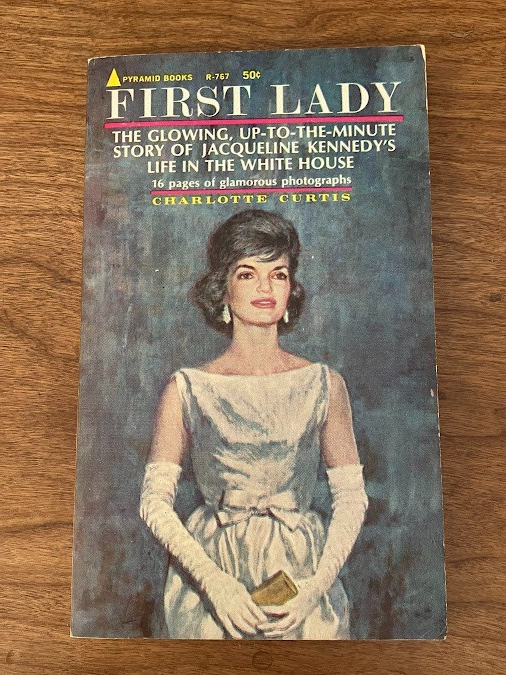 PYRAMID BOOKS R-767 50¢
FIRST LADY
THE GLOWING, UP-TO-THE-MINUTE
STORY OF JACQUELINE KENNEDY'S
LIFE IN THE WHITE HOUSE
16 pages of glamorous photographs
CHARLOTTE CURTIS